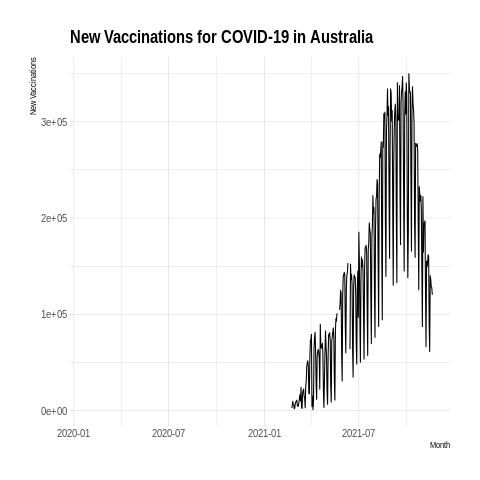 New Vaccinations for COVID-19 in Australia
New Vaccinations
3e+05
2e+05
1e+05
0e+00
2020-01
2020-07
2021-01
2021-07
Month